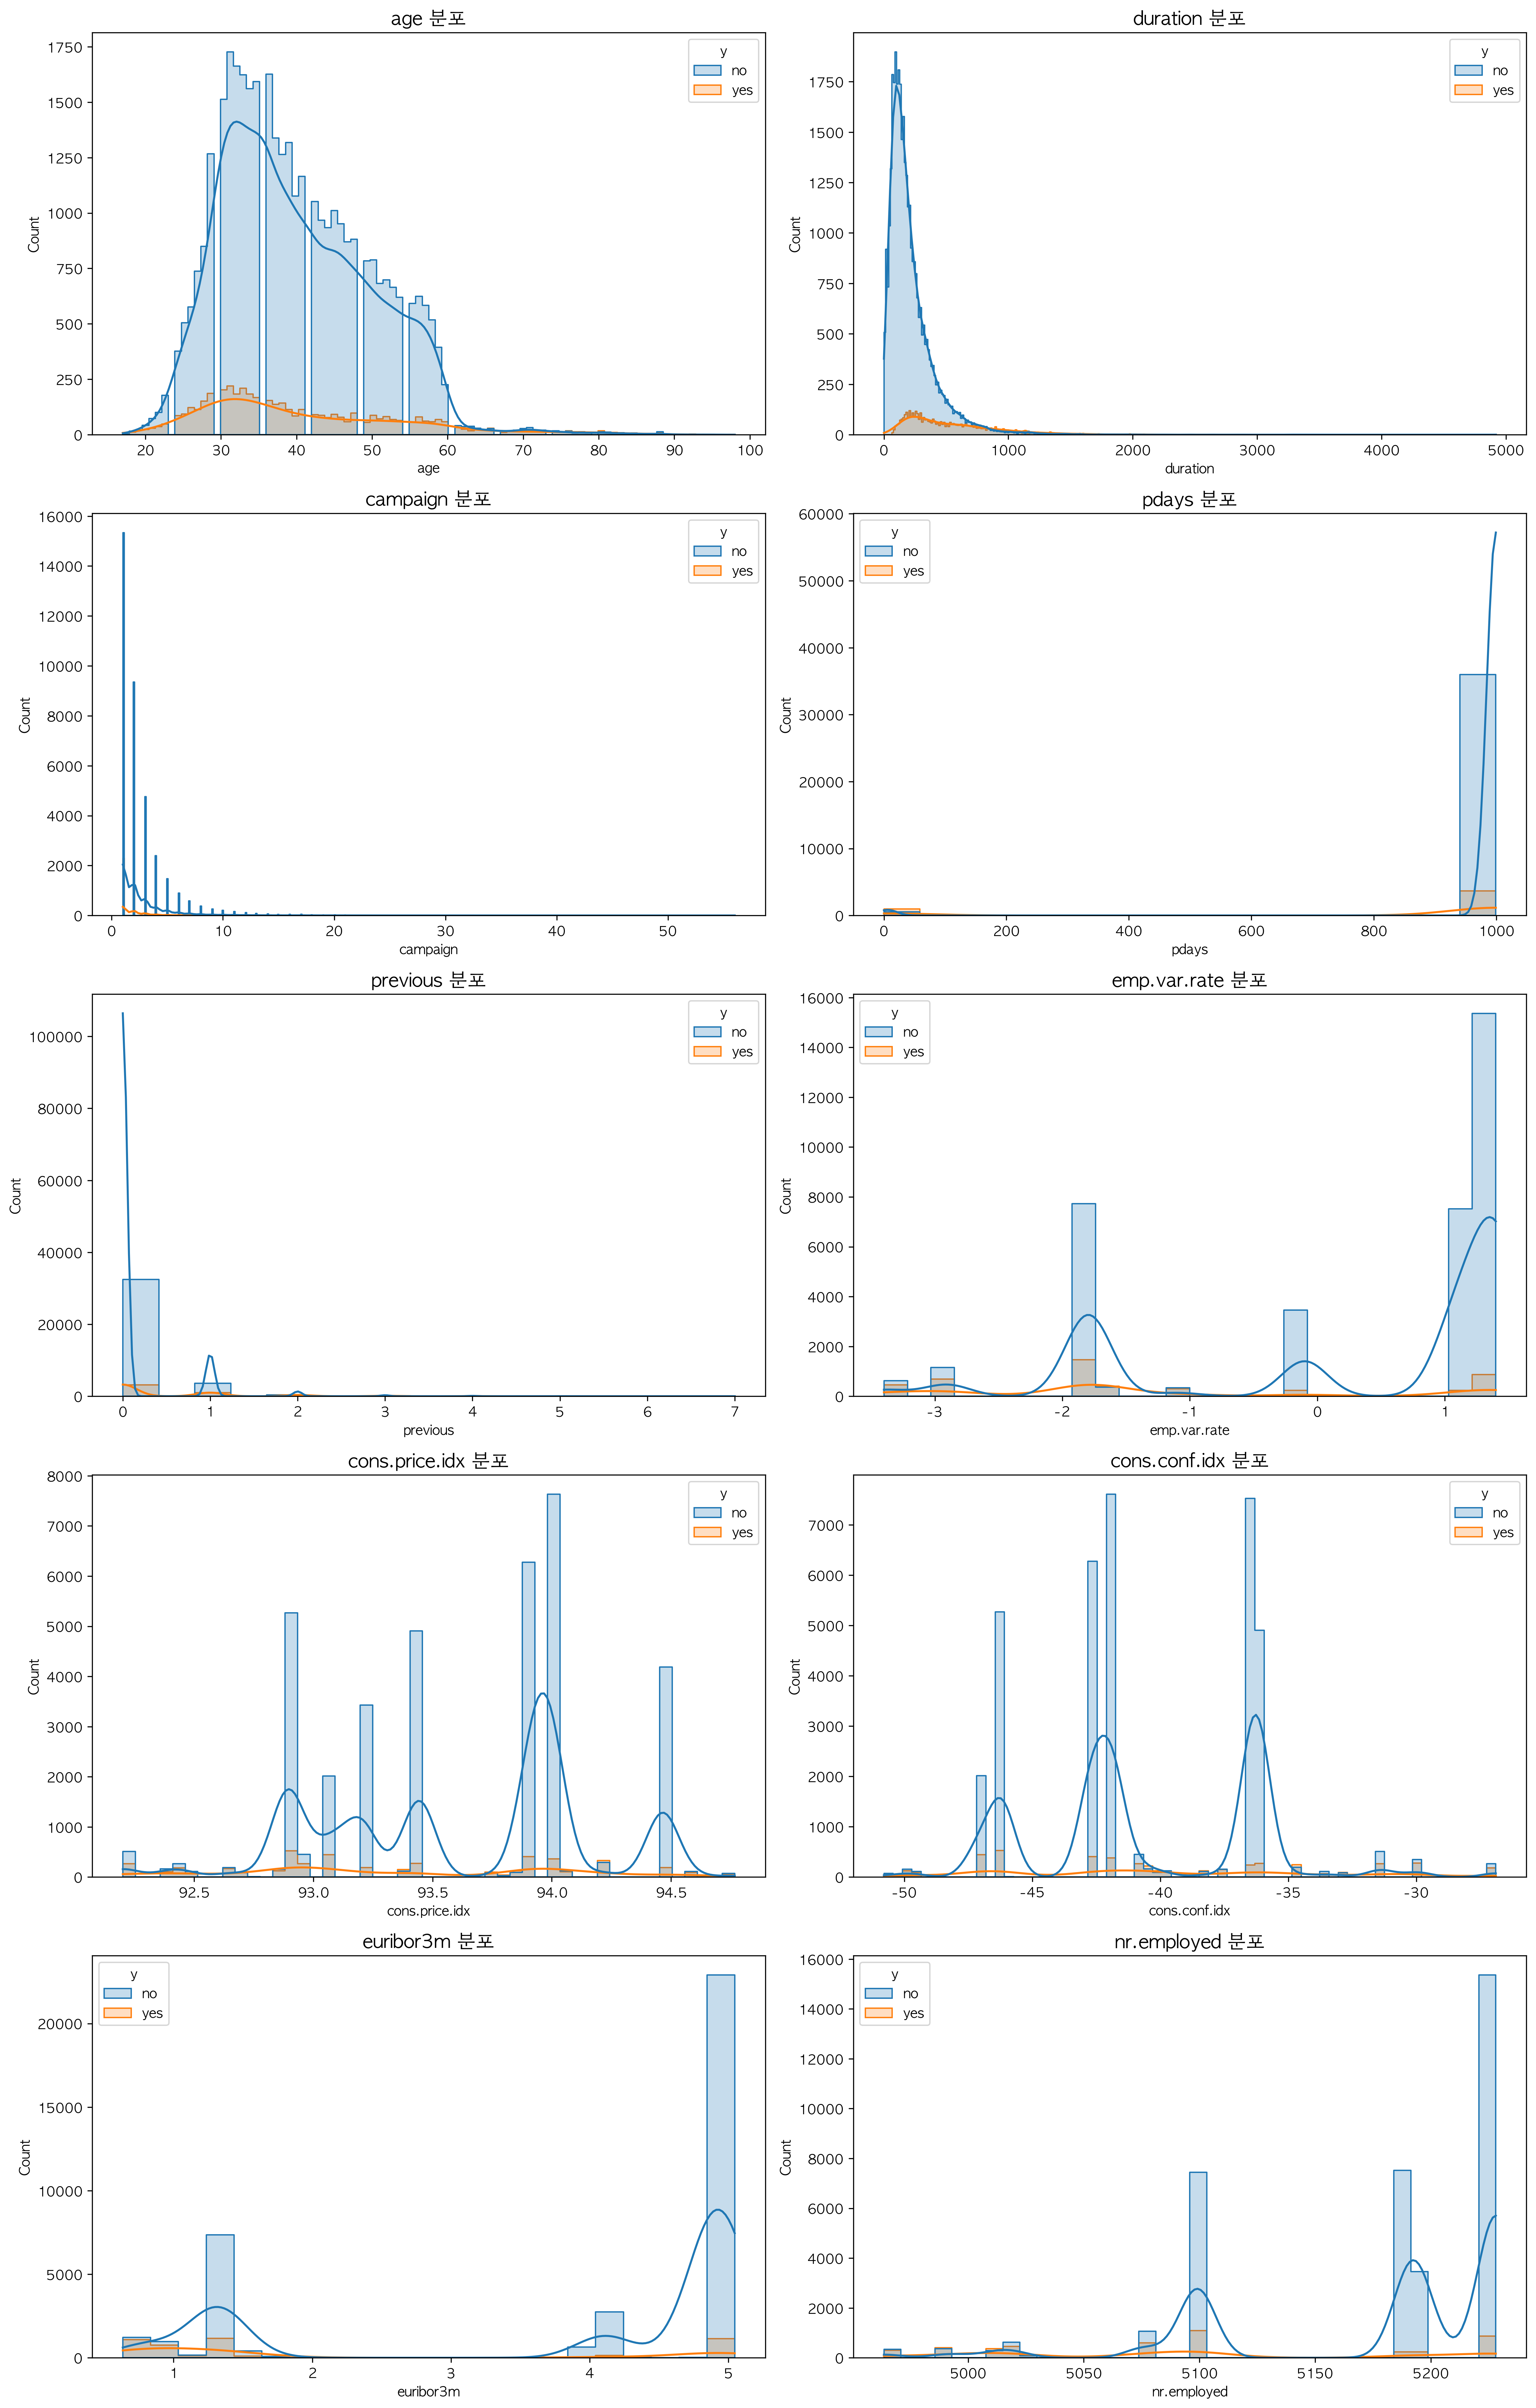 age 분포
y
no
yes
1750
1500
1250
1000
750
500
250
0
Count
20 30 40 50 60 70 80 90 100
age
duration 분포
y
no
yes
1750
1500
1250
1000
750
500
250
0
Count
0 1000 2000 3000 4000 5000
duration
campaign 분포
y
no
yes
16000
14000
12000
10000
8000
6000
4000
2000
0
Count
0 10 20 30 40 50
campaign
pdays 분포
y
no
yes
60000
50000
40000
30000
20000
10000
0
Count
0 200 400 600 800 1000
pdays
previous 분포
y
no
yes
100000
80000
60000
40000
20000
0
Count
0 1 2 3 4 5 6 7
previous
emp.var.rate 분포
y
no
yes
16000
14000
12000
10000
8000
6000
4000
2000
0
Count
-3 -2 -1 0 1
emp.var.rate
cons.price.idx 분포
y
no
yes
8000
7000
6000
5000
4000
3000
2000
1000
0
Count
92.5 93.0 93.5 94.0 94.5
cons.price.idx
cons.conf.idx 분포
y
no
yes
7000
6000
5000
4000
3000
2000
1000
0
Count
-50 -45 -40 -35 -30
cons.conf.idx
euribor3m 분포
y
no
yes
20000
15000
10000
5000
0
Count
1 2 3 4 5
euribor3m
nr.employed 분포
y
no
yes
16000
14000
12000
10000
8000
6000
4000
2000
0
Count
5000 5050 5100 5150 5200
nr.employed